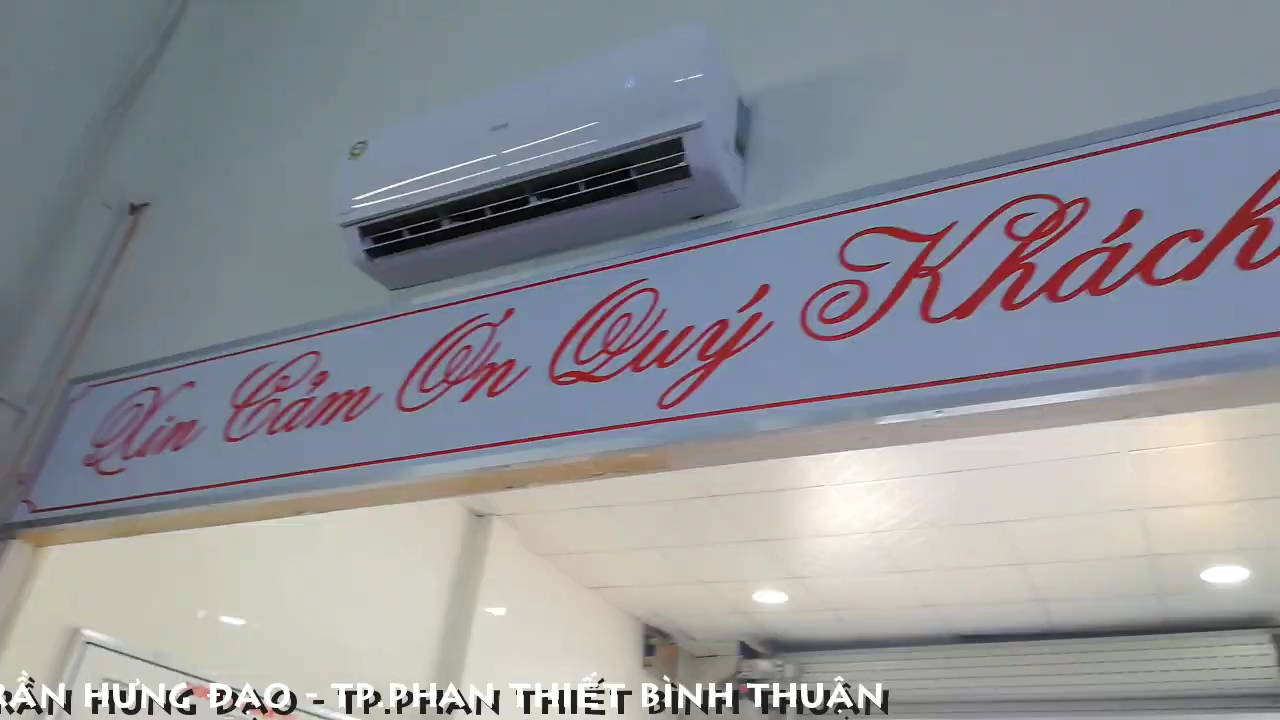 Xin Cảm Ơn Quý Khách
RẦN HƯNG ĐẠO - TP.PHAN THIẾT BÌNH THUẬN